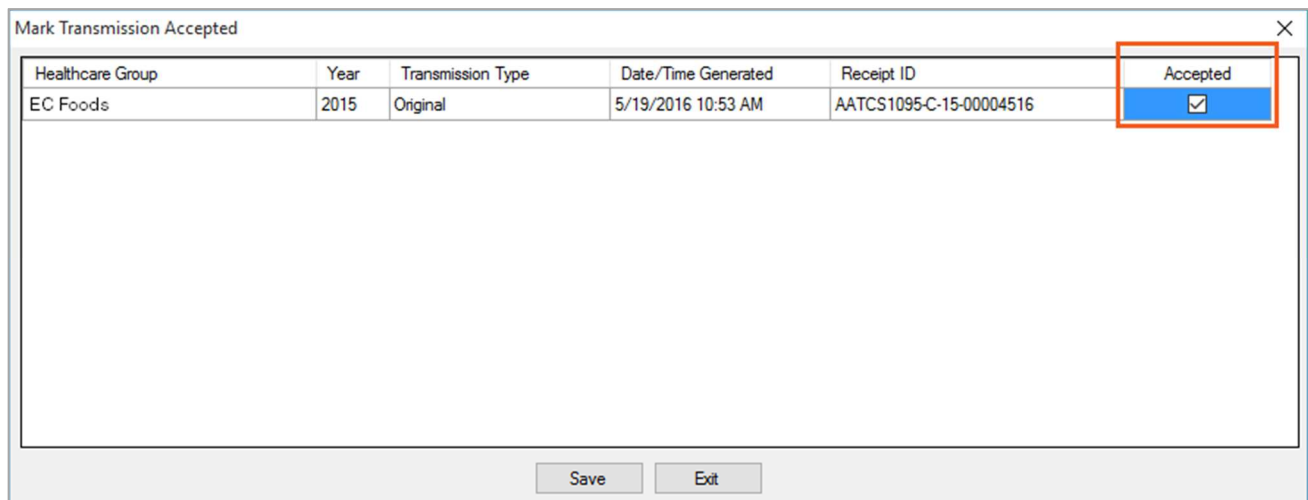 Mark Transmission Accepted
Healthcare Group Year Transmission Type Date/Time Generated Receipt ID Accepted
EC Foods 2015 Original 5/19/2016 10:53 AM AATCS1095-C-15-00004516
Save Exit